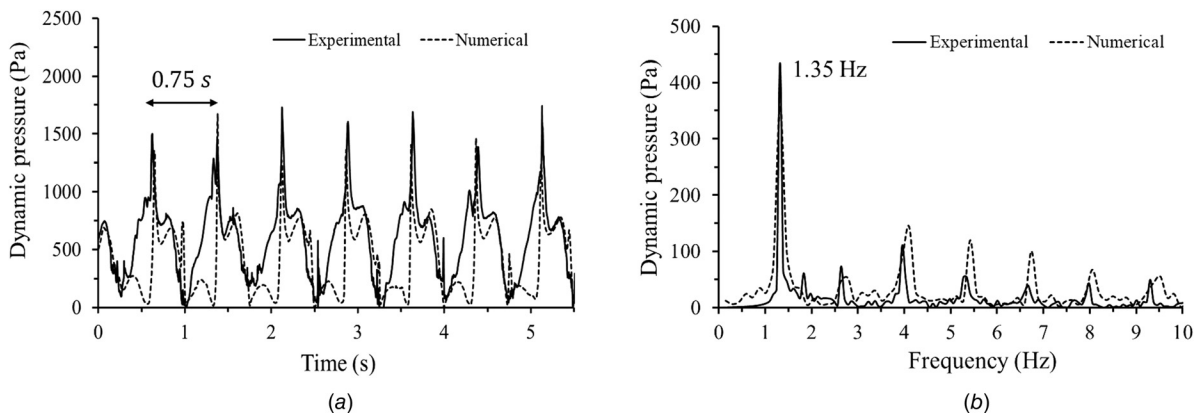 2500
2000
1500
1000
500
0
Dynamic pressure (Pa)
Experimental
Numerical
0.75 s
0 1 2 3 4 5
Time (s)
(a)
500
400
300
200
100
0
Dynamic pressure (Pa)
Experimental
Numerical
1.35 Hz
0 1 2 3 4 5 6 7 8 9 10
Frequency (Hz)
(b)